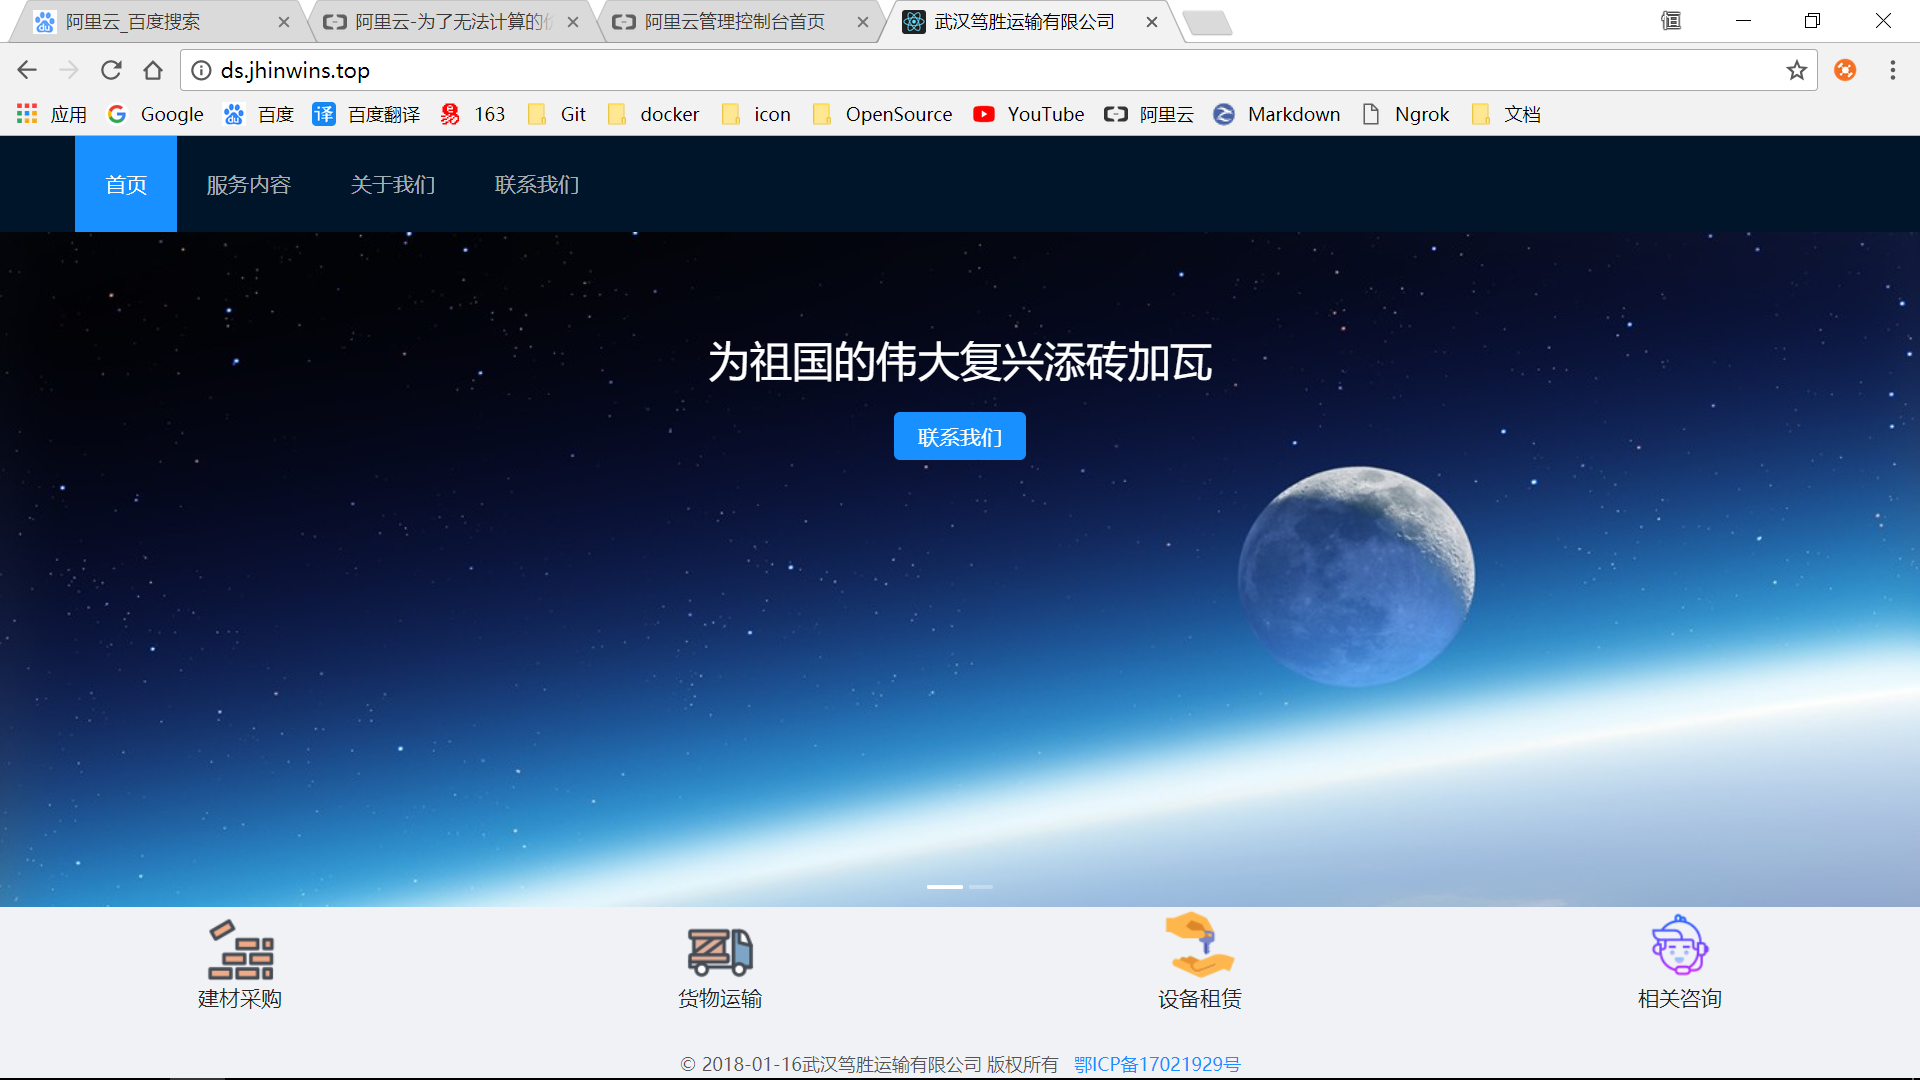 阿里云_百度搜索 阿里云-为了无法计算的 阿里云管理控制台首页 武汉笃胜运输有限公司 恒
ds.jhinwins.top
应用 Google 百度 译 百度翻译 163 Git docker icon OpenSource YouTube 阿里云 Markdown Ngrok 文档
首页 服务内容 关于我们 联系我们
为祖国的伟大复兴添砖加瓦
联系我们
建材采购 货物运输 设备租赁 相关咨询
© 2018-01-16武汉笃胜运输有限公司 版权所有 鄂ICP备17021929号